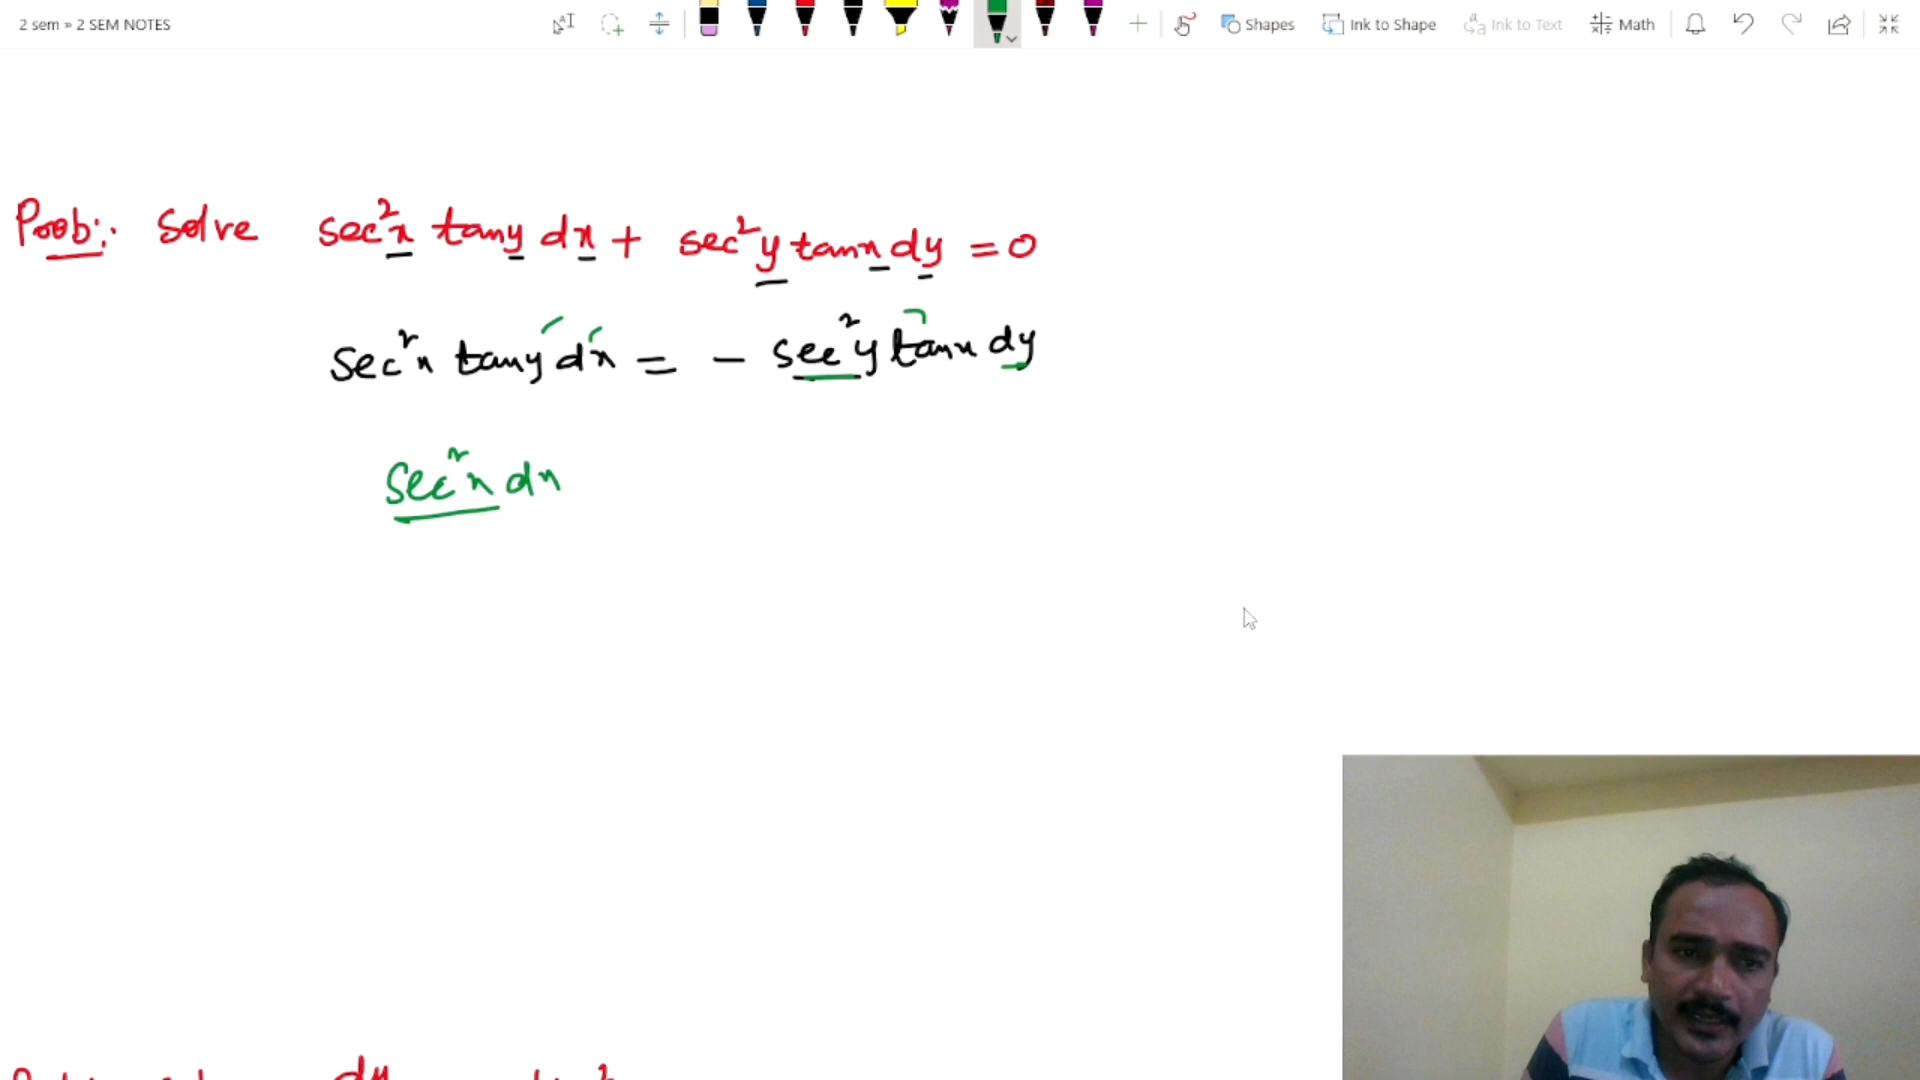 2 sem » 2 SEM NOTES
Shapes
Ink to Shape
Ink to Text
Math
Prob:. Solve sec²x tany dx + sec²y tanx dy = 0
sec²x tany dx = - sec²y tanx dy
sec²x dx